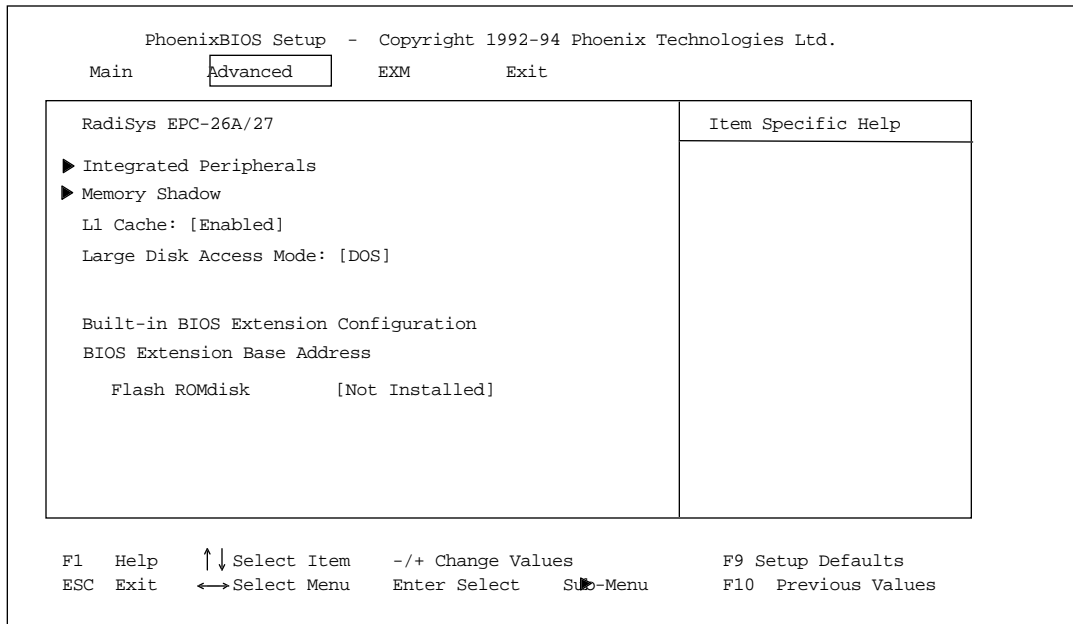 PhoenixBIOS Setup - Copyright 1992-94 Phoenix Technologies Ltd.
Main Advanced EXM Exit
RadiSys EPC-26A/27
Item Specific Help
Integrated Peripherals
Memory Shadow
L1 Cache: [Enabled]
Large Disk Access Mode: [DOS]
Built-in BIOS Extension Configuration
BIOS Extension Base Address
Flash ROMdisk [Not Installed]
F1 Help ↑↓ Select Item -/+ Change Values F9 Setup Defaults
ESC Exit ←→ Select Menu Enter Select Sub-Menu F10 Previous Values